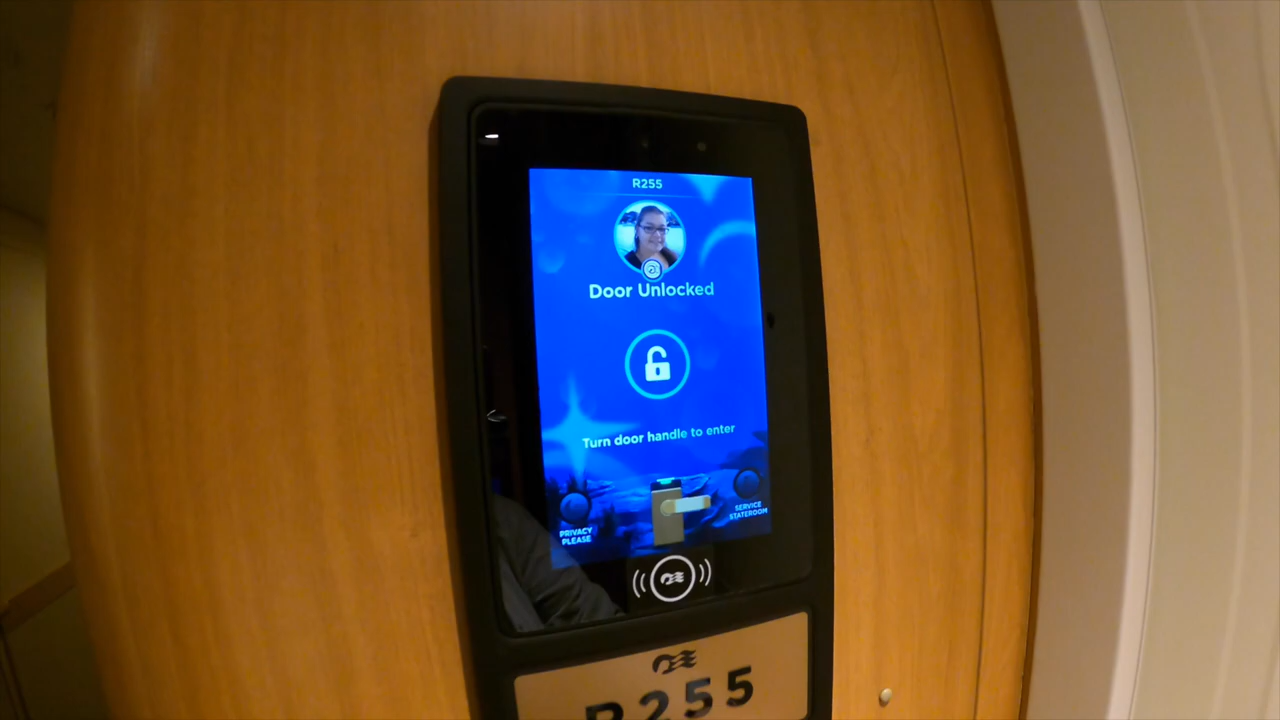 R255
Door Unlocked
Turn door handle to enter
PRIVACY
PLEASE
SERVICE
STATEROOM
R255